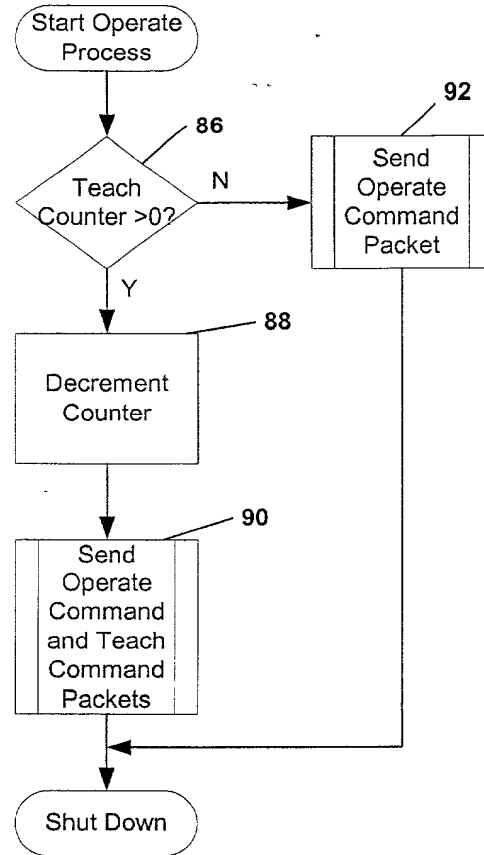 Start Operate
Process
86
Teach
Counter >0?
N
92
Send
Operate
Command
Packet
Y
88
Decrement
Counter
90
Send
Operate
Command
and Teach
Command
Packets
Shut Down